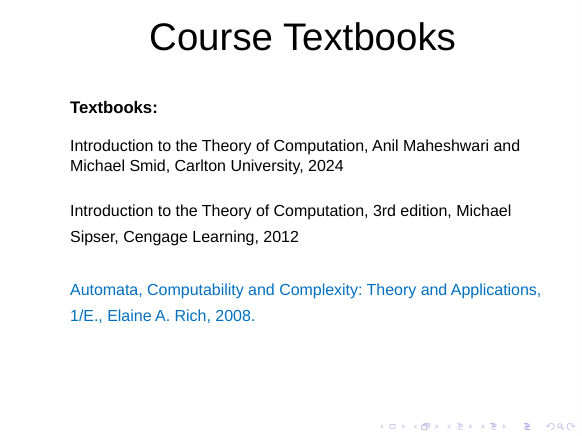 Course Textbooks
Textbooks:
Introduction to the Theory of Computation, Anil Maheshwari and
Michael Smid, Carlton University, 2024
Introduction to the Theory of Computation, 3rd edition, Michael
Sipser, Cengage Learning, 2012
Automata, Computability and Complexity: Theory and Applications,
1/E., Elaine A. Rich, 2008.